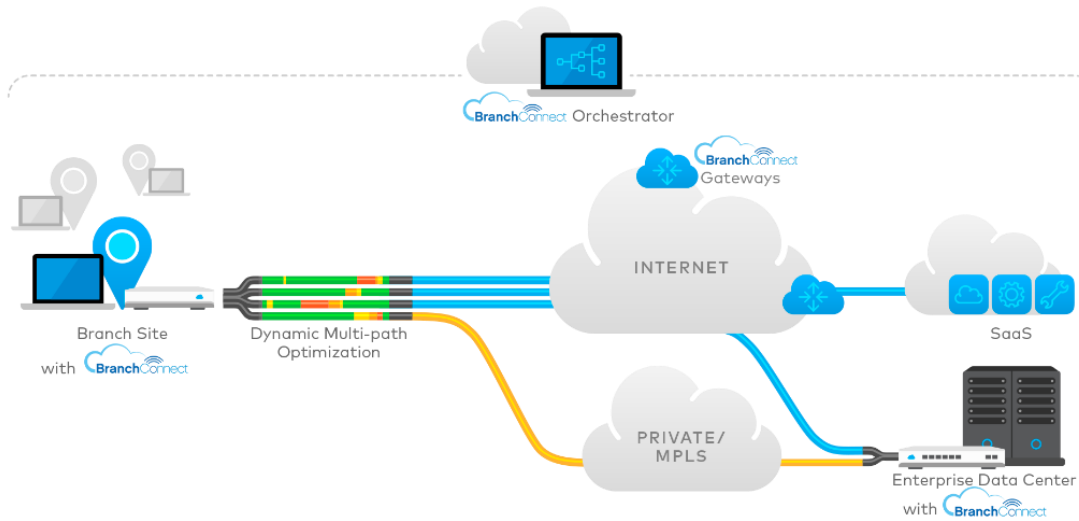 BranchConnect Orchestrator
BranchConnect
Gateways
INTERNET
Branch Site
with BranchConnect
Dynamic Multi-path
Optimization
SaaS
PRIVATE/
MPLS
Enterprise Data Center
with BranchConnect